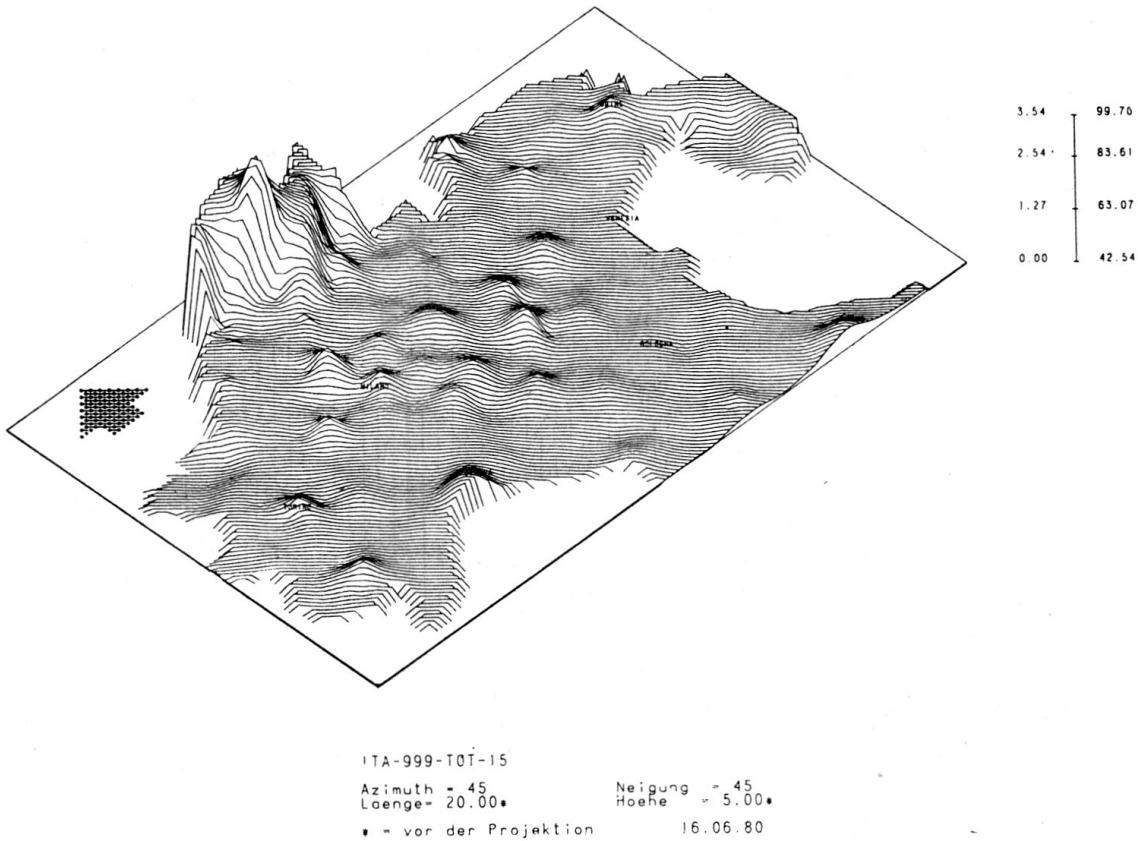 3.54 99.70
2.54 83.61
1.27 63.07
0.00 42.54
VENEZIA
BOLOGNA
MILANO
TORINO
ITA-999-TOT-15
Azimuth = 45 Neigung = 45
Laenge= 20.00* Hoehe = 5.00*
* = vor der Projektion 16.06.80